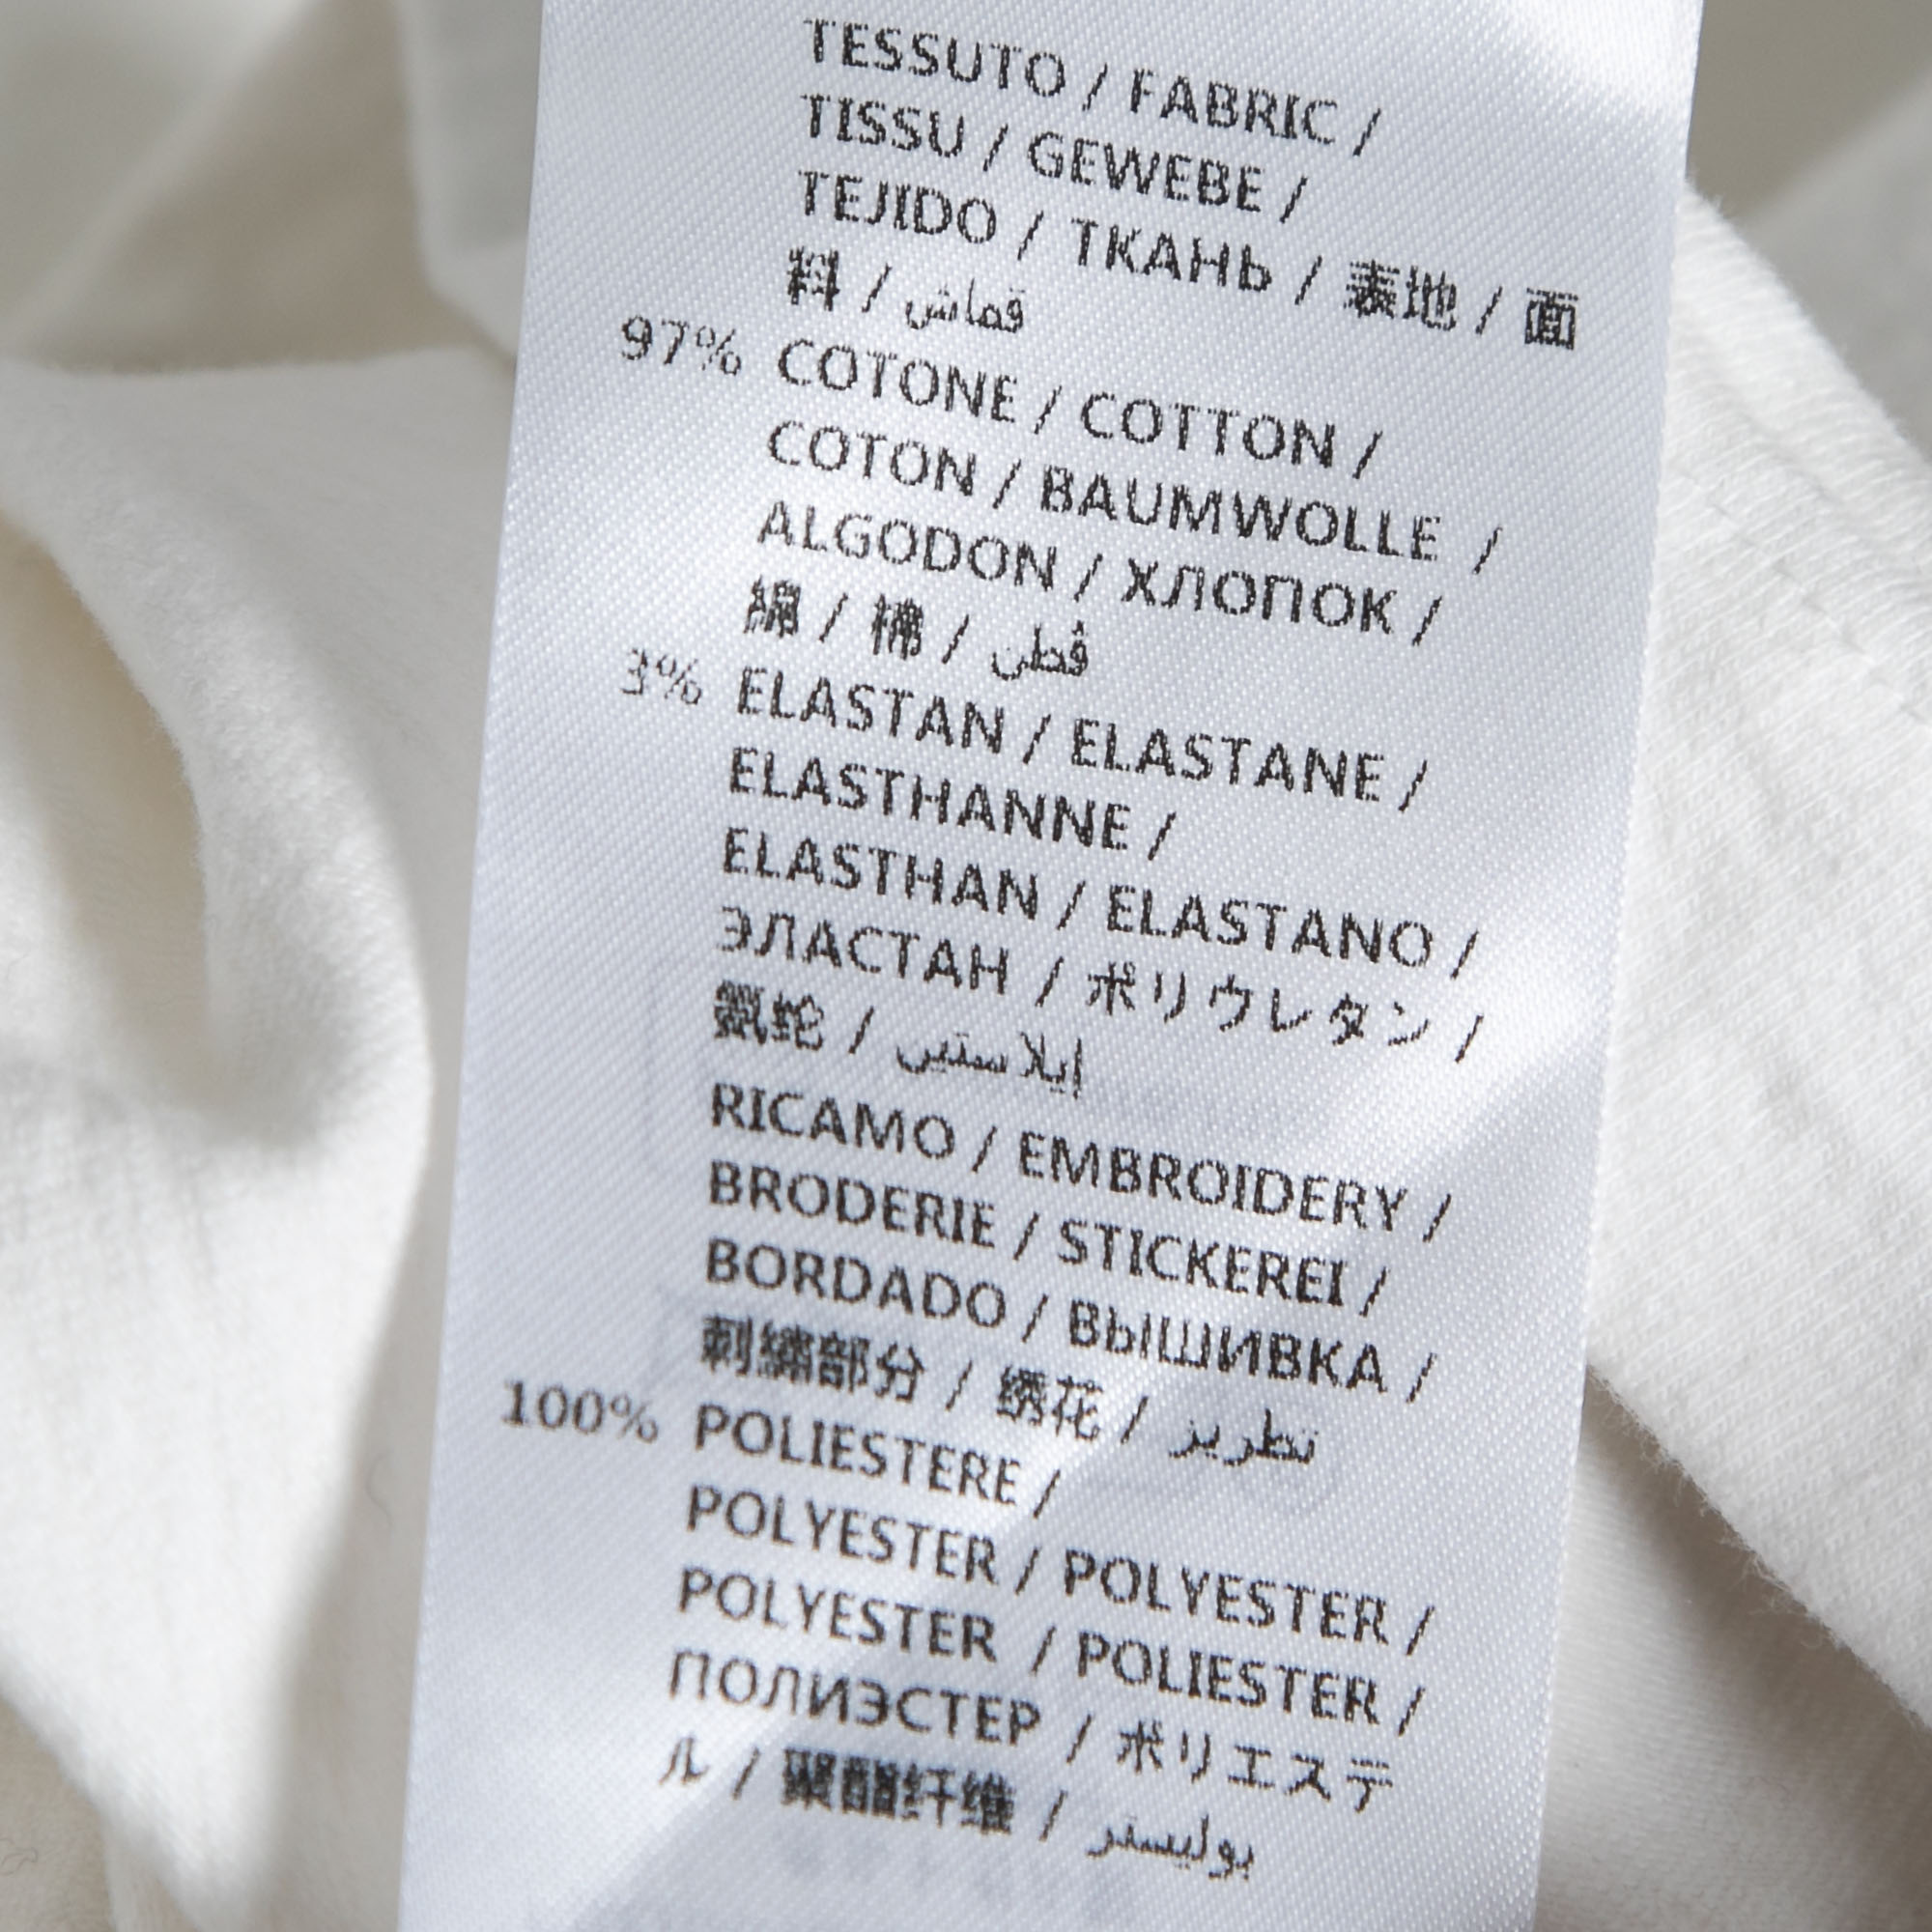 TESSUTO / FABRIC /
TISSU / GEWEBE /
TEJIDO / ТКАНЬ / 表地 / 面
料 / قماش
97% COTONE / COTTON /
COTON / BAUMWOLLE /
ALGODON / ХЛОПОК /
綿 / 棉 / قطن
3% ELASTAN / ELASTANE /
ELASTHANNE /
ELASTHAN / ELASTANO /
ЭЛАСТАН / ポリウレタン /
氨纶 / إيلاستين
RICAMO / EMBROIDERY /
BRODERIE / STICKEREI /
BORDADO / ВЫШИВКА /
刺繍部分 / 绣花 / تطريز
100% POLIESTERE /
POLYESTER / POLYESTER /
POLYESTER / POLIESTER /
ПОЛИЭСТЕР / ポリエステ
ル / 聚酯纤维 / بوليستر